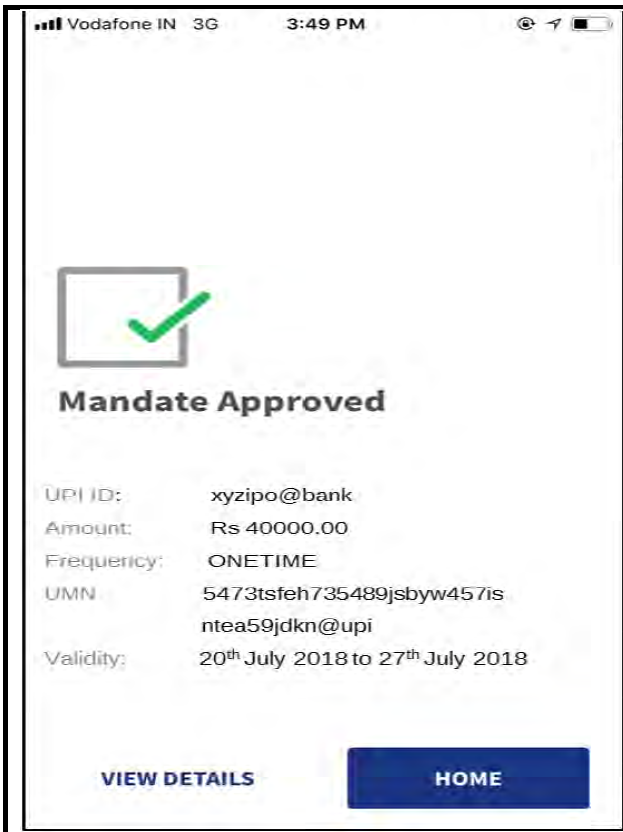 Vodafone IN 3G 3:49 PM
Mandate Approved
UPI ID: xyzipo@bank
Amount: Rs 40000.00
Frequency: ONETIME
UMN 5473tsfeh735489jsbyw457is
ntea59jdkn@upi
Validity: 20th July 2018 to 27th July 2018
VIEW DETAILS HOME